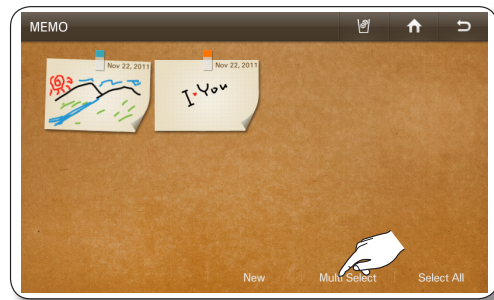 MEMO
Nov 22, 2011
Nov 22, 2011
I You
New
Multi Select
Select All